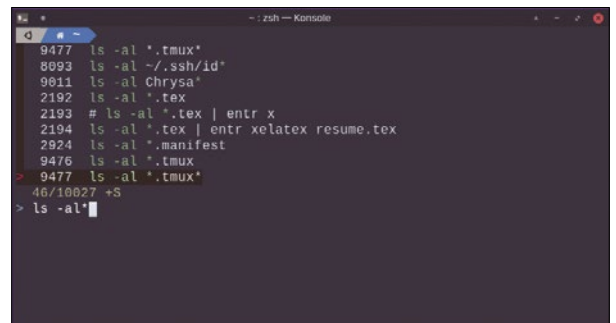 ~ : zsh — Konsole
~
9477 ls -al *.tmux*
8093 ls -al ~/.ssh/id*
9011 ls -al Chrysa*
2192 ls -al *.tex
2193 # ls -al *.tex | entr x
2194 ls -al *.tex | entr xelatex resume.tex
2924 ls -al *.manifest
9476 ls -al *.tmux
> 9477 ls -al *.tmux*
46/10027 +S
> ls -al*